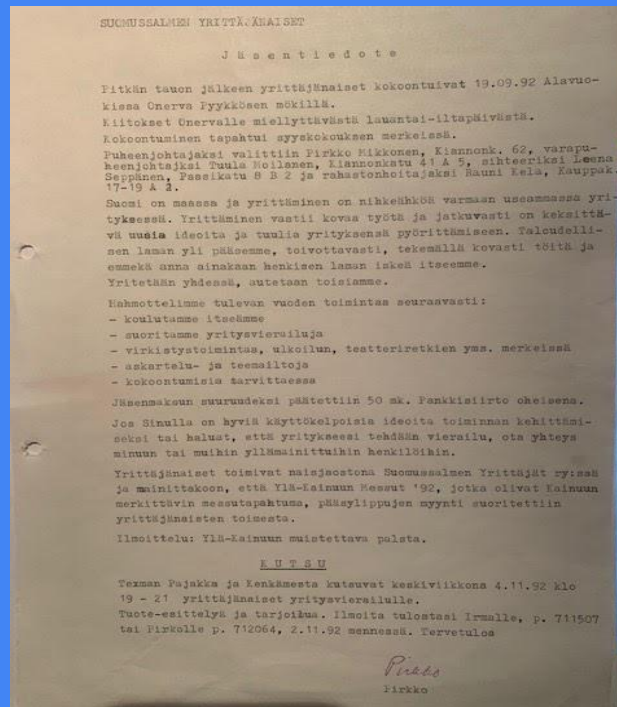 SUOMUSSALMEN YRITTÄJÄNAISET
Jäsentiedote
Pitkän tauon jälkeen yrittäjänaiset kokoontuivat 19.09.92 Alavuo-
kissa Onerva Pyykkösen mökillä.
Kiitokset Onervalle miellyttävästä lauantai-iltapäivästä.
Kokoontuminen tapahtui syyskokouksen merkeissä.
Puheenjohtajaksi valittiin Pirkko Mikkonen, Kiannonk. 62, varapu-
heenjohtajksi Tuula Moilanen, Kiannonkatu 41 A 5, sihteeriksi Leena
Seppänen, Passikatu 8 B 2 ja rahastonhoitajaksi Rauni Kela, Kauppak.
17-19 A 2.
Suomi on maassa ja yrittäminen on nihkeähköä varmaan useammassa yri-
tyksessä. Yrittäminen vastii kovaa työtä ja jatkuvasti on keksittä-
vä uusia ideoita ja tuulia yrityksensä pyörittämiseen. Taloudelli-
sen laman yli pääsemme, toivottavasti, tekemällä kovasti töitä ja
emmekä anna ainakaan henkisen laman iskeä itseemme.
Yritetään yhdessä, autetaan toisiamme.
Hahmottelimme tulevan vuoden toimintaa seuraavasti:
- koulutamme itseämme
- suoritamme yritysvierailuja
- virkistystoimintaa, ulkoilun, teatteriretkien yms. merkeissä
- askartelu- ja teemailtoja
- kokoontumisia tarvittaessa
Jäsenmaksun suuruudeksi päätettiin 50 mk. Pankkisiirto oheisena.
Jos Sinulla on hyviä käyttökelpoisia ideoita toiminnan kehittämi-
seksi tai haluat, että yritykseesi tehdään vierailu, ota yhteys
minuun tai muihin yllämainittuihin henkilöihin.
Yrittäjänaiset toimivat naisjaostona Suomussalmen Yrittäjät ry:ssä
ja mainittakoon, että Ylä-Kainuun Messut '92, jotka olivat Kainuun
merkittävin messutapahtuma, pääsylippujen myynti suoritettiin
yrittäjänaisten toimesta.
Ilmoittelu: Ylä-Kainuun muistettava palsta.
KUTSU
Texman Pajakka ja Kenkämesta kutsuvat keskiviikkona 4.11.92 klo
19 - 21 yrittäjänaiset yritysvierailulle.
Tuote-esittelyä ja tarjoilua. Ilmoita tulostasi Irmalle, p. 711507
tai Pirkolle p. 712064, 2.11.92 mennessä. Tervetuloa
Pirkko
Pirkko